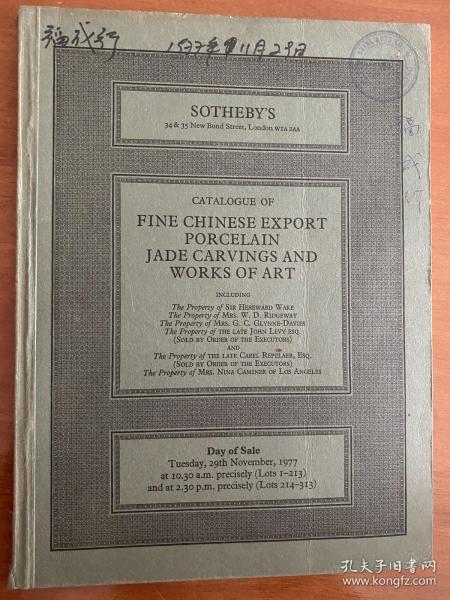 福成行 1977年11月29日
SOTHEBY'S
34 & 35 New Bond Street, London W1A 2AA
CATALOGUE OF
FINE CHINESE EXPORT
PORCELAIN
JADE CARVINGS AND
WORKS OF ART
INCLUDING
The Property of SIR HEREWARD WAKE
The Property of MRS. W. D. RIDGEWAY
The Property of MRS. G. C. GLYNNE-DAVIES
The Property of THE LATE JOHN LEVY ESQ.
(SOLD BY ORDER OF THE EXECUTORS)
AND
The Property of THE LATE CAREL REPELAER, ESQ.
(SOLD BY ORDER OF THE EXECUTORS)
The Property of MRS. NINA CAMINER OF LOS ANGELES
Day of Sale
Tuesday, 29th November, 1977
at 10.30 a.m. precisely (Lots 1–213)
and at 2.30 p.m. precisely (Lots 214–313)
孔夫子旧书网
www.kongfz.com